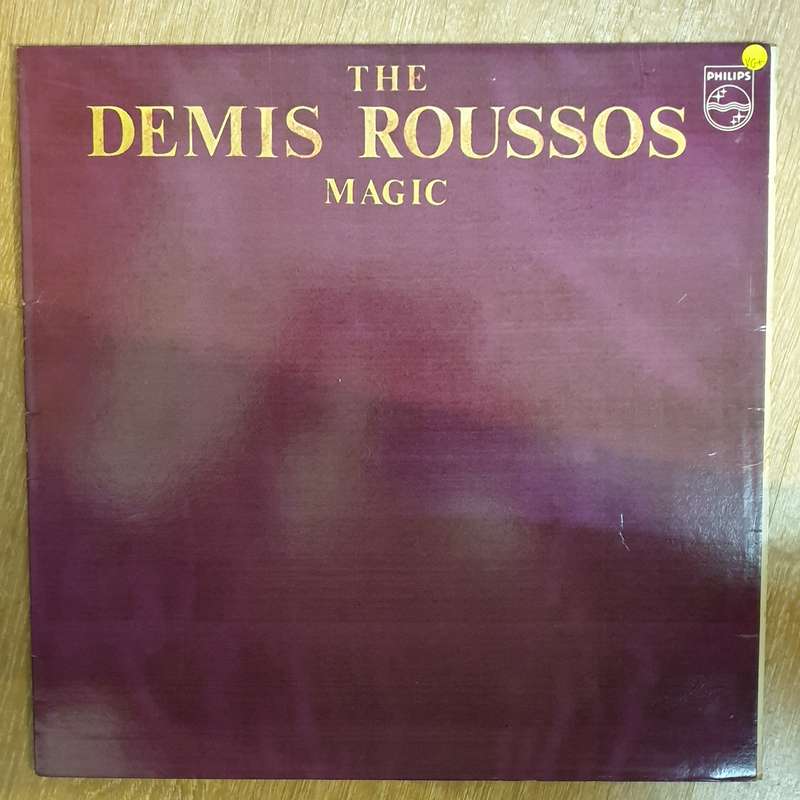 THE
DEMIS ROUSSOS
MAGIC
VG+
PHILIPS